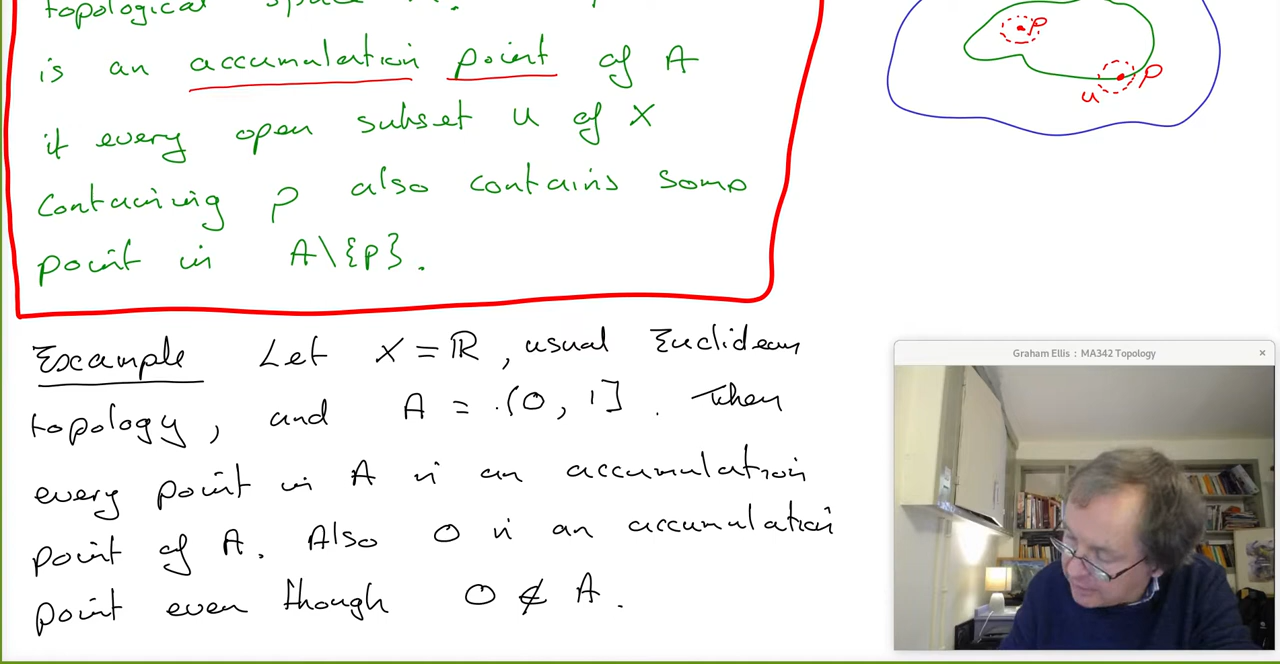 topological space
is an accumulation point of A
if every open subset U of X
containing p also contains some
point in A\{p}.
Example Let X = ℝ, usual Euclidean
topology, and A = (0, 1]. Then
every point in A is an accumulation
point of A. Also 0 is an accumulation
point even though 0 ∉ A.
p
p
u
Graham Ellis : MA342 Topology